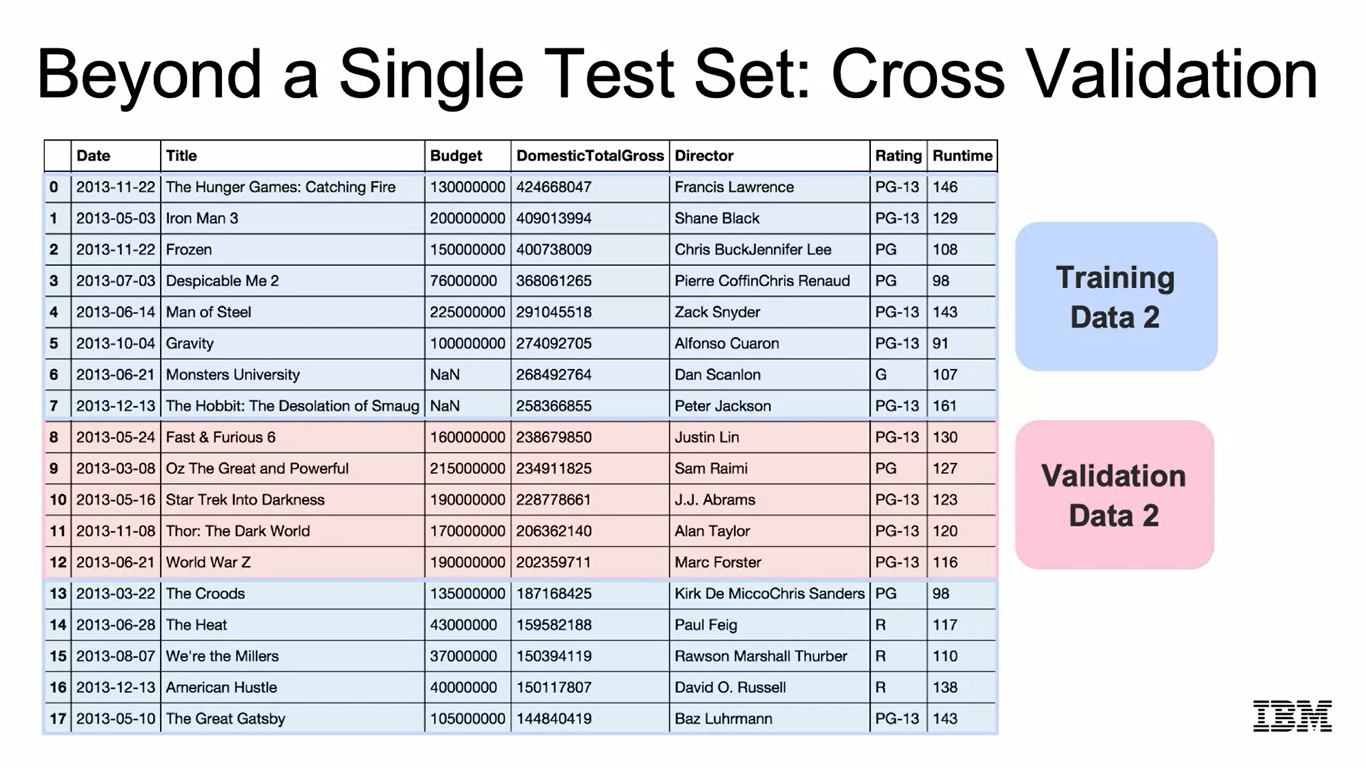 Beyond a Single Test Set: Cross Validation
Date Title Budget DomesticTotalGross Director Rating Runtime
0 2013-11-22 The Hunger Games: Catching Fire 130000000 424668047 Francis Lawrence PG-13 146
1 2013-05-03 Iron Man 3 200000000 409013994 Shane Black PG-13 129
2 2013-11-22 Frozen 150000000 400738009 Chris BuckJennifer Lee PG 108
3 2013-07-03 Despicable Me 2 76000000 368061265 Pierre CoffinChris Renaud PG 98
4 2013-06-14 Man of Steel 225000000 291045518 Zack Snyder PG-13 143
5 2013-10-04 Gravity 100000000 274092705 Alfonso Cuaron PG-13 91
6 2013-06-21 Monsters University NaN 268492764 Dan Scanlon G 107
7 2013-12-13 The Hobbit: The Desolation of Smaug NaN 258366855 Peter Jackson PG-13 161
8 2013-05-24 Fast & Furious 6 160000000 238679850 Justin Lin PG-13 130
9 2013-03-08 Oz The Great and Powerful 215000000 234911825 Sam Raimi PG 127
10 2013-05-16 Star Trek Into Darkness 190000000 228778661 J.J. Abrams PG-13 123
11 2013-11-08 Thor: The Dark World 170000000 206362140 Alan Taylor PG-13 120
12 2013-06-21 World War Z 190000000 202359711 Marc Forster PG-13 116
13 2013-03-22 The Croods 135000000 187168425 Kirk De MiccoChris Sanders PG 98
14 2013-06-28 The Heat 43000000 159582188 Paul Feig R 117
15 2013-08-07 We're the Millers 37000000 150394119 Rawson Marshall Thurber R 110
16 2013-12-13 American Hustle 40000000 150117807 David O. Russell R 138
17 2013-05-10 The Great Gatsby 105000000 144840419 Baz Luhrmann PG-13 143
Training
Data 2
Validation
Data 2
IBM